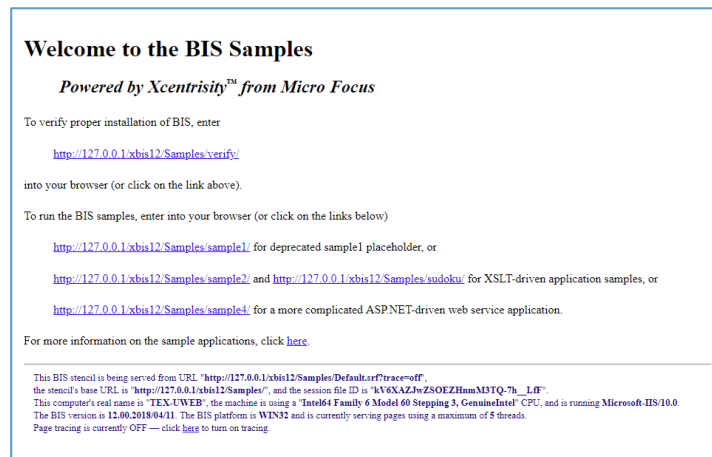 Welcome to the BIS Samples
Powered by Xcentrisity™ from Micro Focus
To verify proper installation of BIS, enter
http://127.0.0.1/xbis12/Samples/verify/
into your browser (or click on the link above).
To run the BIS samples, enter into your browser (or click on the links below)
http://127.0.0.1/xbis12/Samples/sample1/ for deprecated sample1 placeholder, or
http://127.0.0.1/xbis12/Samples/sample2/ and http://127.0.0.1/xbis12/Samples/sudoku/ for XSLT-driven application samples, or
http://127.0.0.1/xbis12/Samples/sample4/ for a more complicated ASP.NET-driven web service application.
For more information on the sample applications, click here.
This BIS stencil is being served from URL "http://127.0.0.1/xbis12/Samples/Default.srf?trace=off",
the stencil's base URL is "http://127.0.0.1/xbis12/Samples/", and the session file ID is "kV6XAZJwZSOEZHnmM3TQ-7h__LfF".
This computer's real name is "TEX-UWEB", the machine is using a "Intel64 Family 6 Model 60 Stepping 3, GenuineIntel" CPU, and is running Microsoft-IIS/10.0.
The BIS version is 12.00.2018/04/11. The BIS platform is WIN32 and is currently serving pages using a maximum of 5 threads.
Page tracing is currently OFF — click here to turn on tracing.